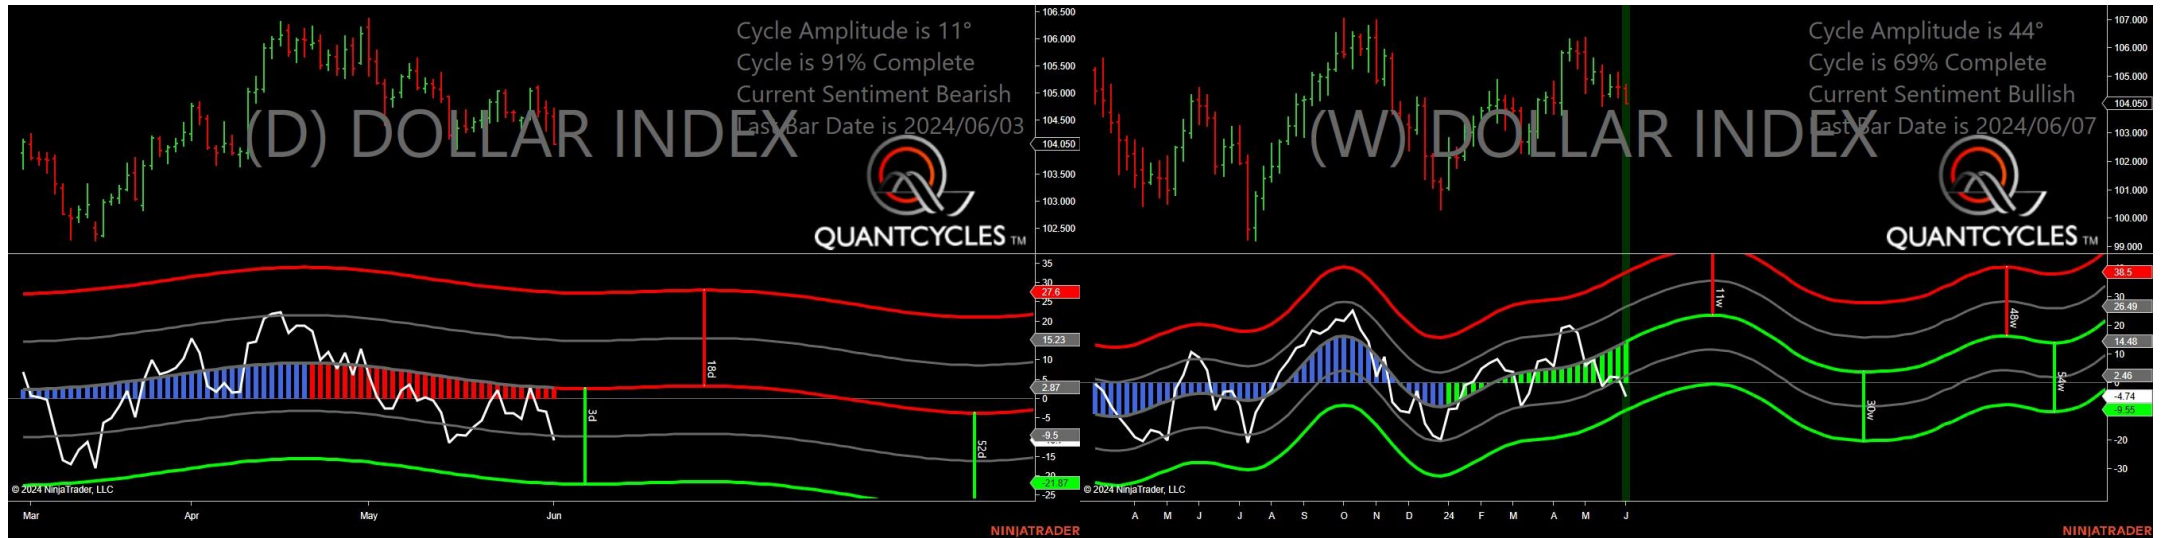 Cycle Amplitude is 11°
Cycle is 91% Complete
Current Sentiment Bearish
Last Bar Date is 2024/06/03
(D) DOLLAR INDEX
QUANTCYCLES TM
106.500
106.000
105.500
105.000
104.500
104.050
103.500
103.000
102.500
35
30
27.6
25
20
15.23
10
5
2.87
0
-5
-9.5
-15
-20
-21.87
-25
18d
3d
52d
© 2024 NinjaTrader, LLC
Mar Apr May Jun
NINJATRADER
Cycle Amplitude is 44°
Cycle is 69% Complete
Current Sentiment Bullish
Last Bar Date is 2024/06/07
(W) DOLLAR INDEX
QUANTCYCLES TM
107.000
106.000
105.000
104.050
103.000
102.000
101.000
100.000
99.000
38.5
30
26.49
20
14.48
10
2.46
-4.74
-9.55
-20
-30
11w
48w
30w
54w
© 2024 NinjaTrader, LLC
A M J J A S O N D 24 F M A M J
NINJATRADER